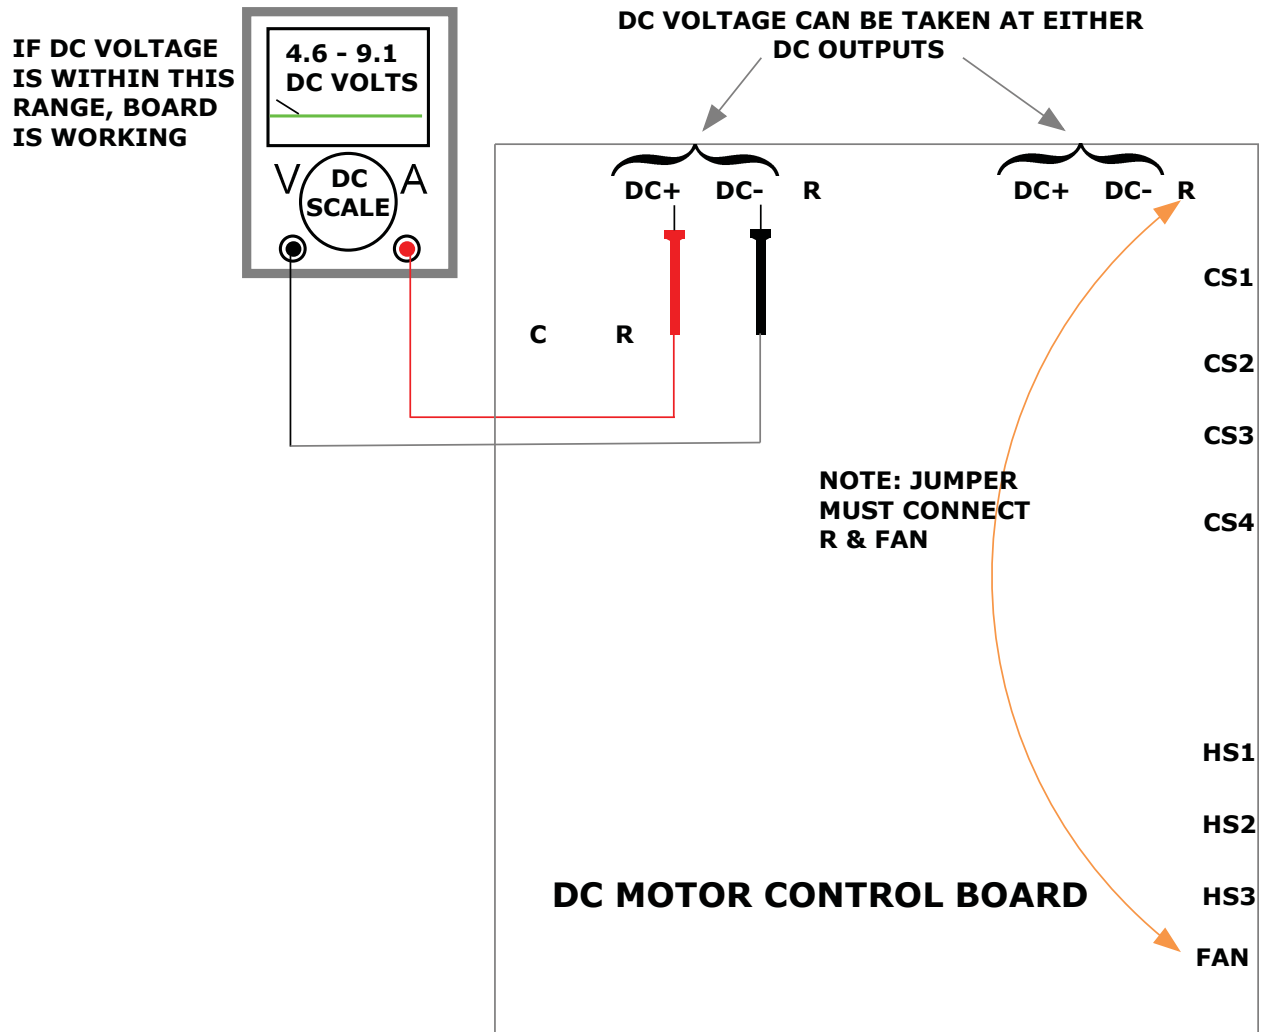 DC VOLTAGE CAN BE TAKEN AT EITHER
DC OUTPUTS
IF DC VOLTAGE
IS WITHIN THIS
RANGE, BOARD
IS WORKING
4.6 - 9.1
DC VOLTS
V
DC
SCALE
A
DC+ DC- R
DC+ DC- R
CS1
C R
CS2
CS3
NOTE: JUMPER
MUST CONNECT
R & FAN
CS4
HS1
HS2
DC MOTOR CONTROL BOARD
HS3
FAN